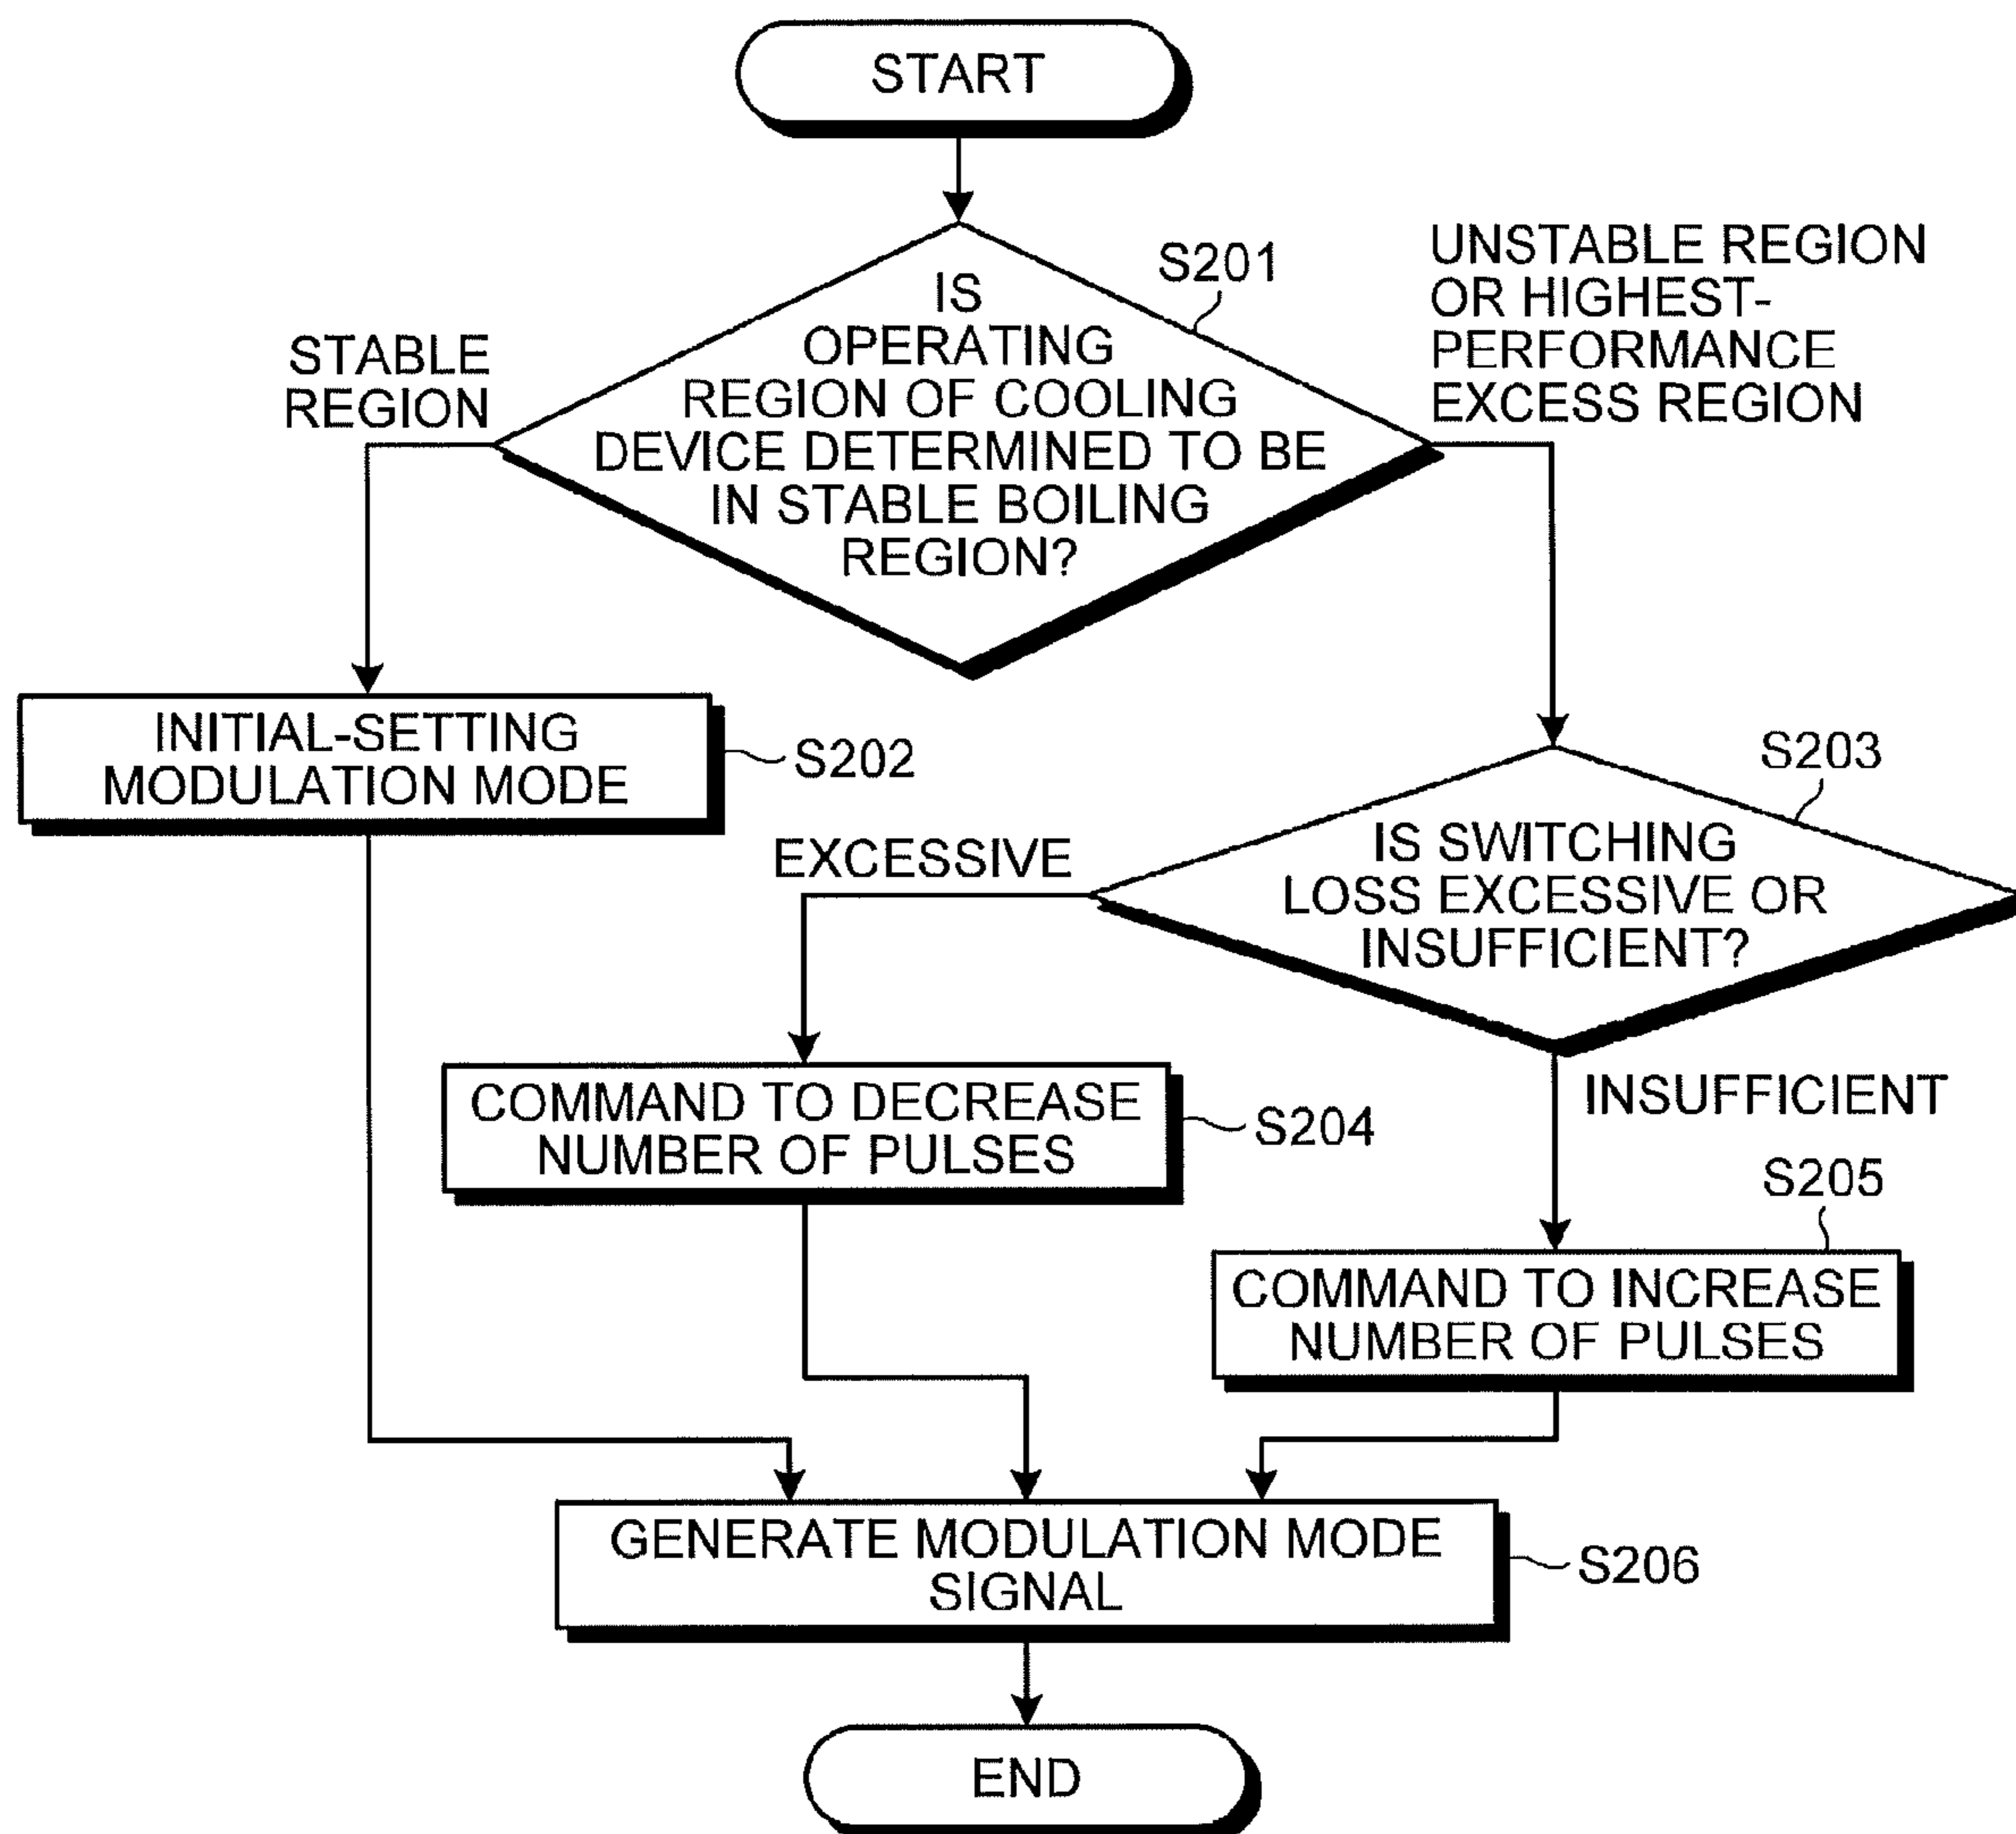 START
S201
IS
OPERATING
REGION OF COOLING
DEVICE DETERMINED TO BE
IN STABLE BOILING
REGION?
STABLE
REGION
UNSTABLE REGION
OR HIGHEST-
PERFORMANCE
EXCESS REGION
INITIAL-SETTING
MODULATION MODE
S202
S203
IS SWITCHING
LOSS EXCESSIVE OR
INSUFFICIENT?
EXCESSIVE
INSUFFICIENT
COMMAND TO DECREASE
NUMBER OF PULSES
S204
S205
COMMAND TO INCREASE
NUMBER OF PULSES
GENERATE MODULATION MODE
SIGNAL
S206
END